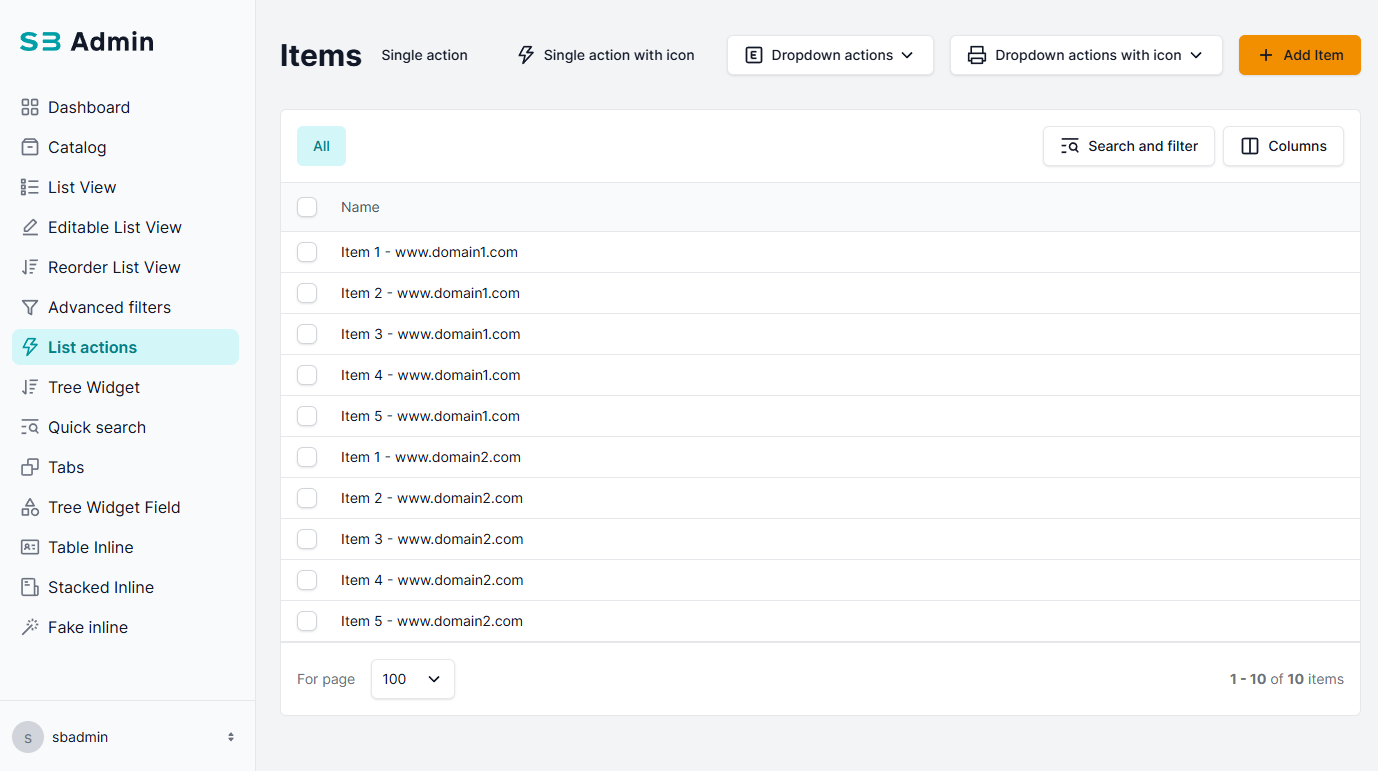 SB Admin
Dashboard
Catalog
List View
Editable List View
Reorder List View
Advanced filters
List actions
Tree Widget
Quick search
Tabs
Tree Widget Field
Table Inline
Stacked Inline
Fake inline
s sbadmin
Items Single action Single action with icon E Dropdown actions Dropdown actions with icon + Add Item
All Search and filter Columns
Name
Item 1 - www.domain1.com
Item 2 - www.domain1.com
Item 3 - www.domain1.com
Item 4 - www.domain1.com
Item 5 - www.domain1.com
Item 1 - www.domain2.com
Item 2 - www.domain2.com
Item 3 - www.domain2.com
Item 4 - www.domain2.com
Item 5 - www.domain2.com
For page 100 1 - 10 of 10 items